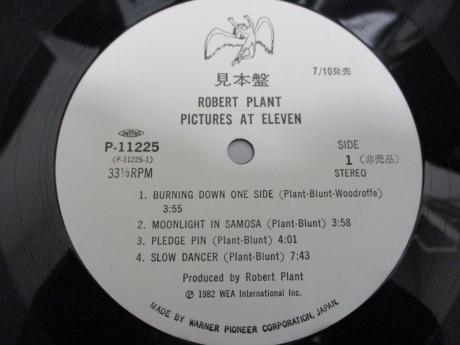 見本盤
7/10発売
ROBERT PLANT
PICTURES AT ELEVEN
P-11225
(P-11225-1)
33⅓RPM
SIDE
1 (非売品)
STEREO
1. BURNING DOWN ONE SIDE (Plant-Blunt-Woodroffe)
3:55
2. MOONLIGHT IN SAMOSA (Plant-Blunt) 3:58
3. PLEDGE PIN (Plant-Blunt) 4:01
4. SLOW DANCER (Plant-Blunt) 7:43
Produced by Robert Plant
Ⓟ 1982 WEA International Inc.
MADE BY WARNER PIONEER CORPORATION, JAPAN.